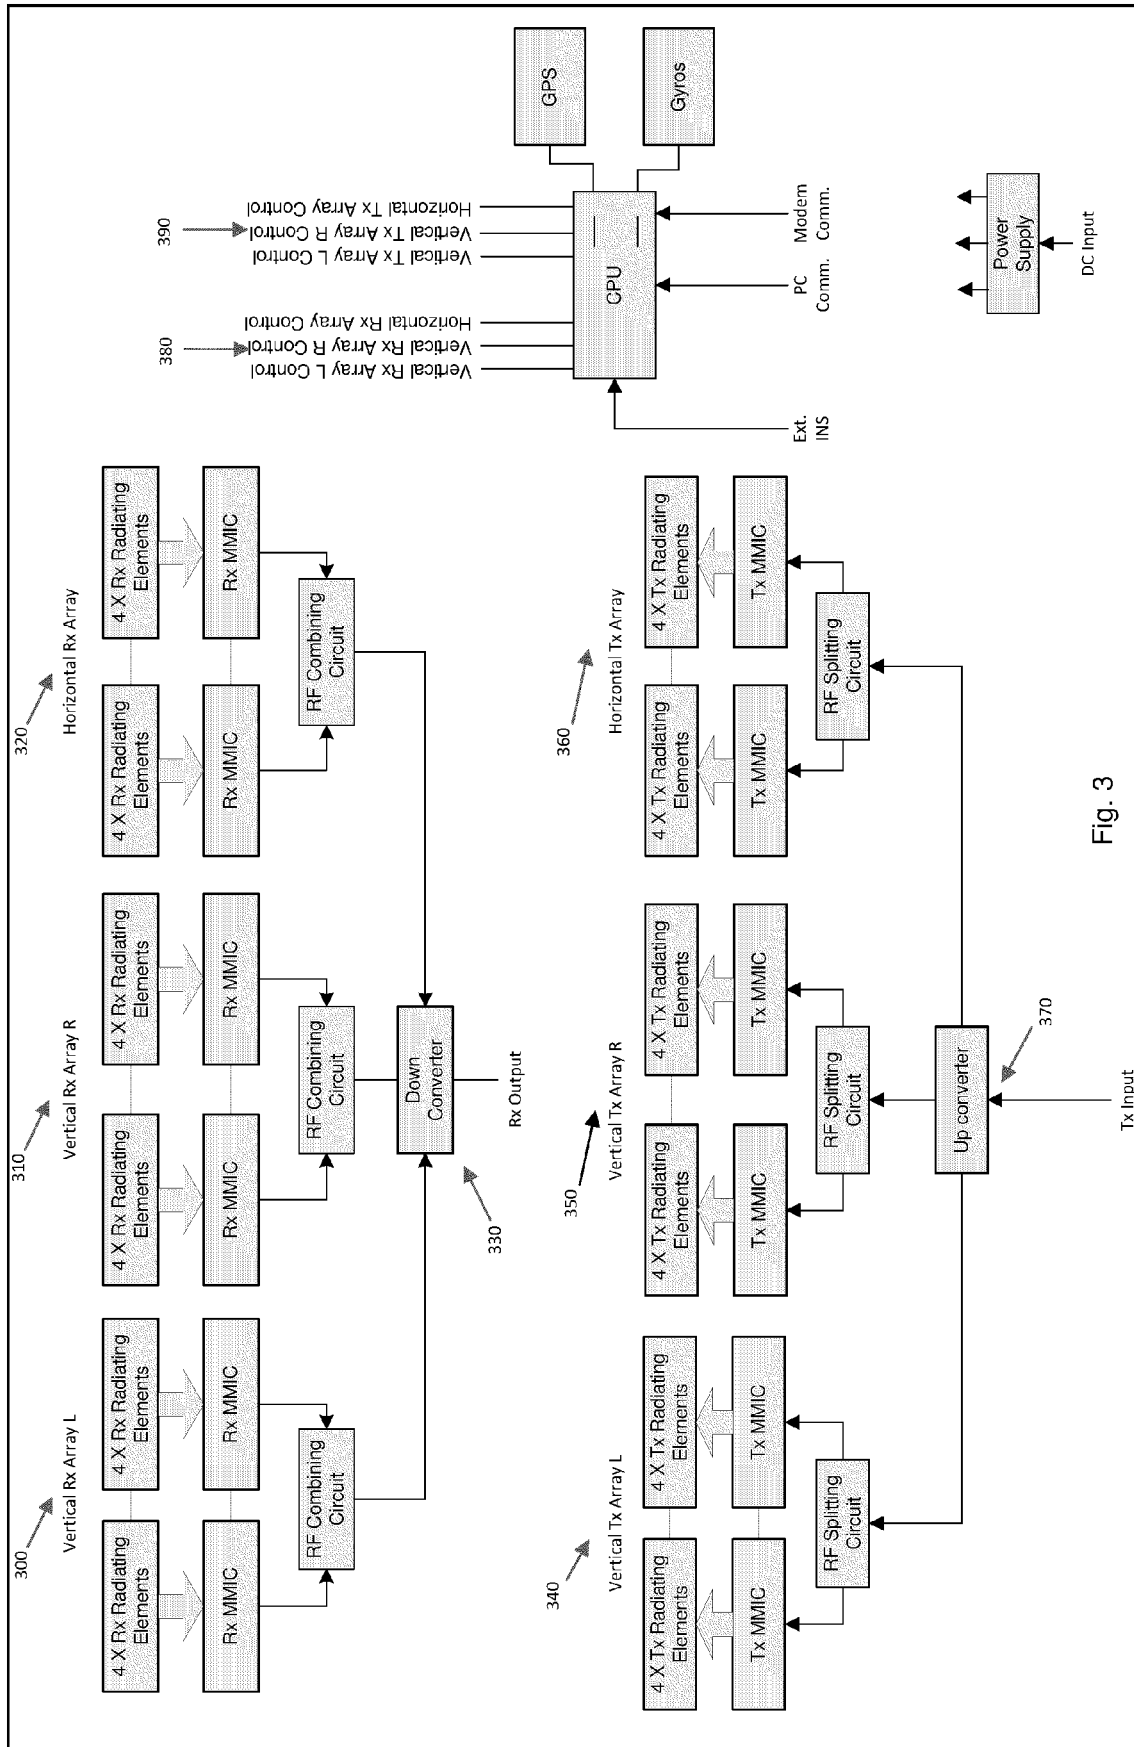 300
Vertical Rx Array L
4 X Rx Radiating
Elements
4 X Rx Radiating
Elements
Rx MMIC
Rx MMIC
RF Combining
Circuit
310
Vertical Rx Array R
4 X Rx Radiating
Elements
4 X Rx Radiating
Elements
Rx MMIC
Rx MMIC
RF Combining
Circuit
320
Horizontal Rx Array
4 X Rx Radiating
Elements
4 X Rx Radiating
Elements
Rx MMIC
Rx MMIC
RF Combining
Circuit
Down
Converter
330
Rx Output
380
Vertical Rx Array L Control
Vertical Rx Array R Control
Horizontal Rx Array Control
390
Vertical Tx Array L Control
Vertical Tx Array R Control
Horizontal Tx Array Control
CPU
GPS
Gyros
Ext.
INS
PC
Comm.
Modem
Comm.
Power
Supply
DC Input
340
Vertical Tx Array L
4 X Tx Radiating
Elements
4 X Tx Radiating
Elements
Tx MMIC
Tx MMIC
RF Splitting
Circuit
350
Vertical Tx Array R
4 X Tx Radiating
Elements
4 X Tx Radiating
Elements
Tx MMIC
Tx MMIC
RF Splitting
Circuit
360
Horizontal Tx Array
4 X Tx Radiating
Elements
4 X Tx Radiating
Elements
Tx MMIC
Tx MMIC
RF Splitting
Circuit
Up converter
370
Tx Input
Fig. 3